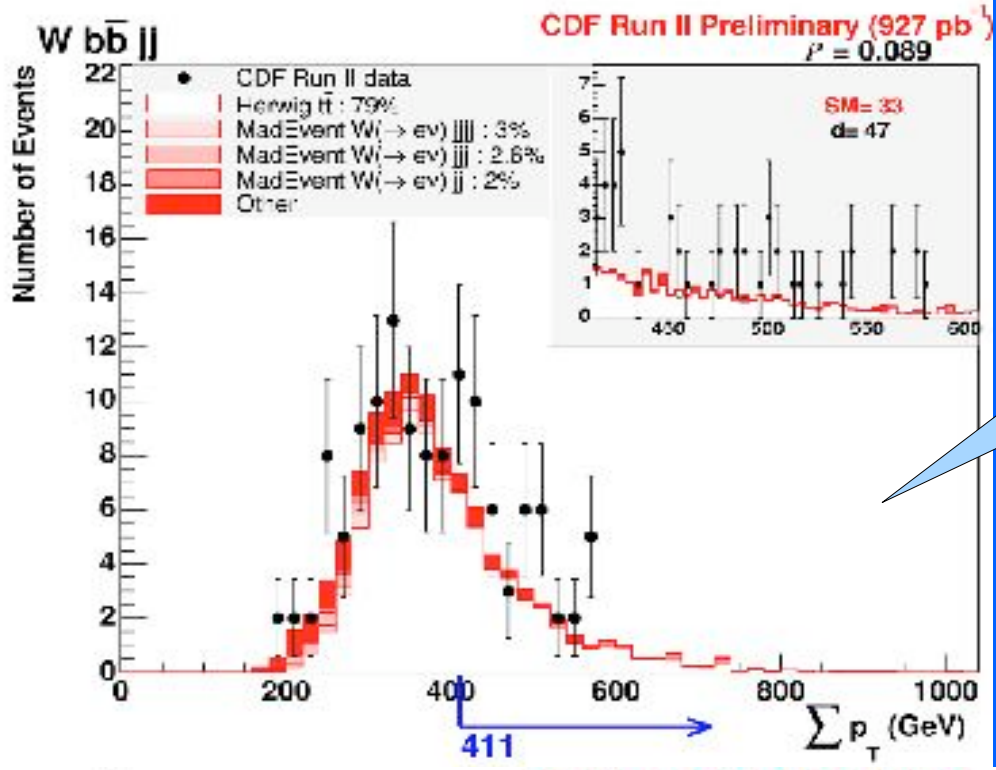 CDF Run II Preliminary (927 pb⁻¹)
W bb̄ jj
P = 0.089
Number of Events
CDF Run II data
Herwig tt̄ : 79%
MadEvent W(→ eν) jjjj : 3%
MadEvent W(→ eν) jjj : 2.6%
MadEvent W(→ eν) jj : 2%
Other
SM= 33
d= 47
7
6
5
4
3
2
1
0
450 500 550 600
22
20
18
16
14
12
10
8
6
4
2
0
0 200 400 600 800 1000
∑ p_T (GeV)
411